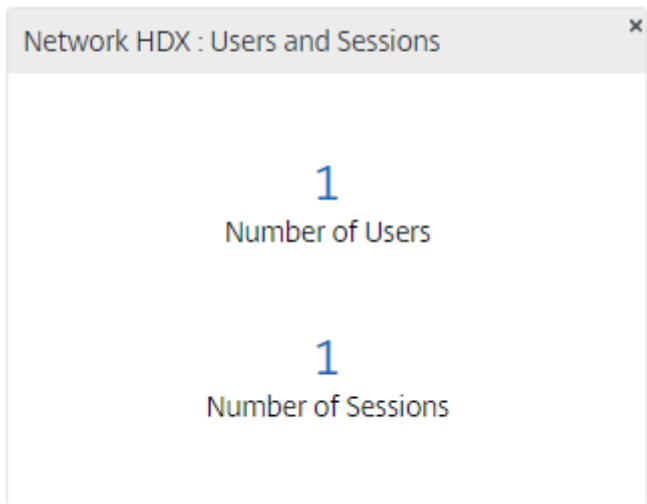 Network HDX : Users and Sessions
1
Number of Users
1
Number of Sessions